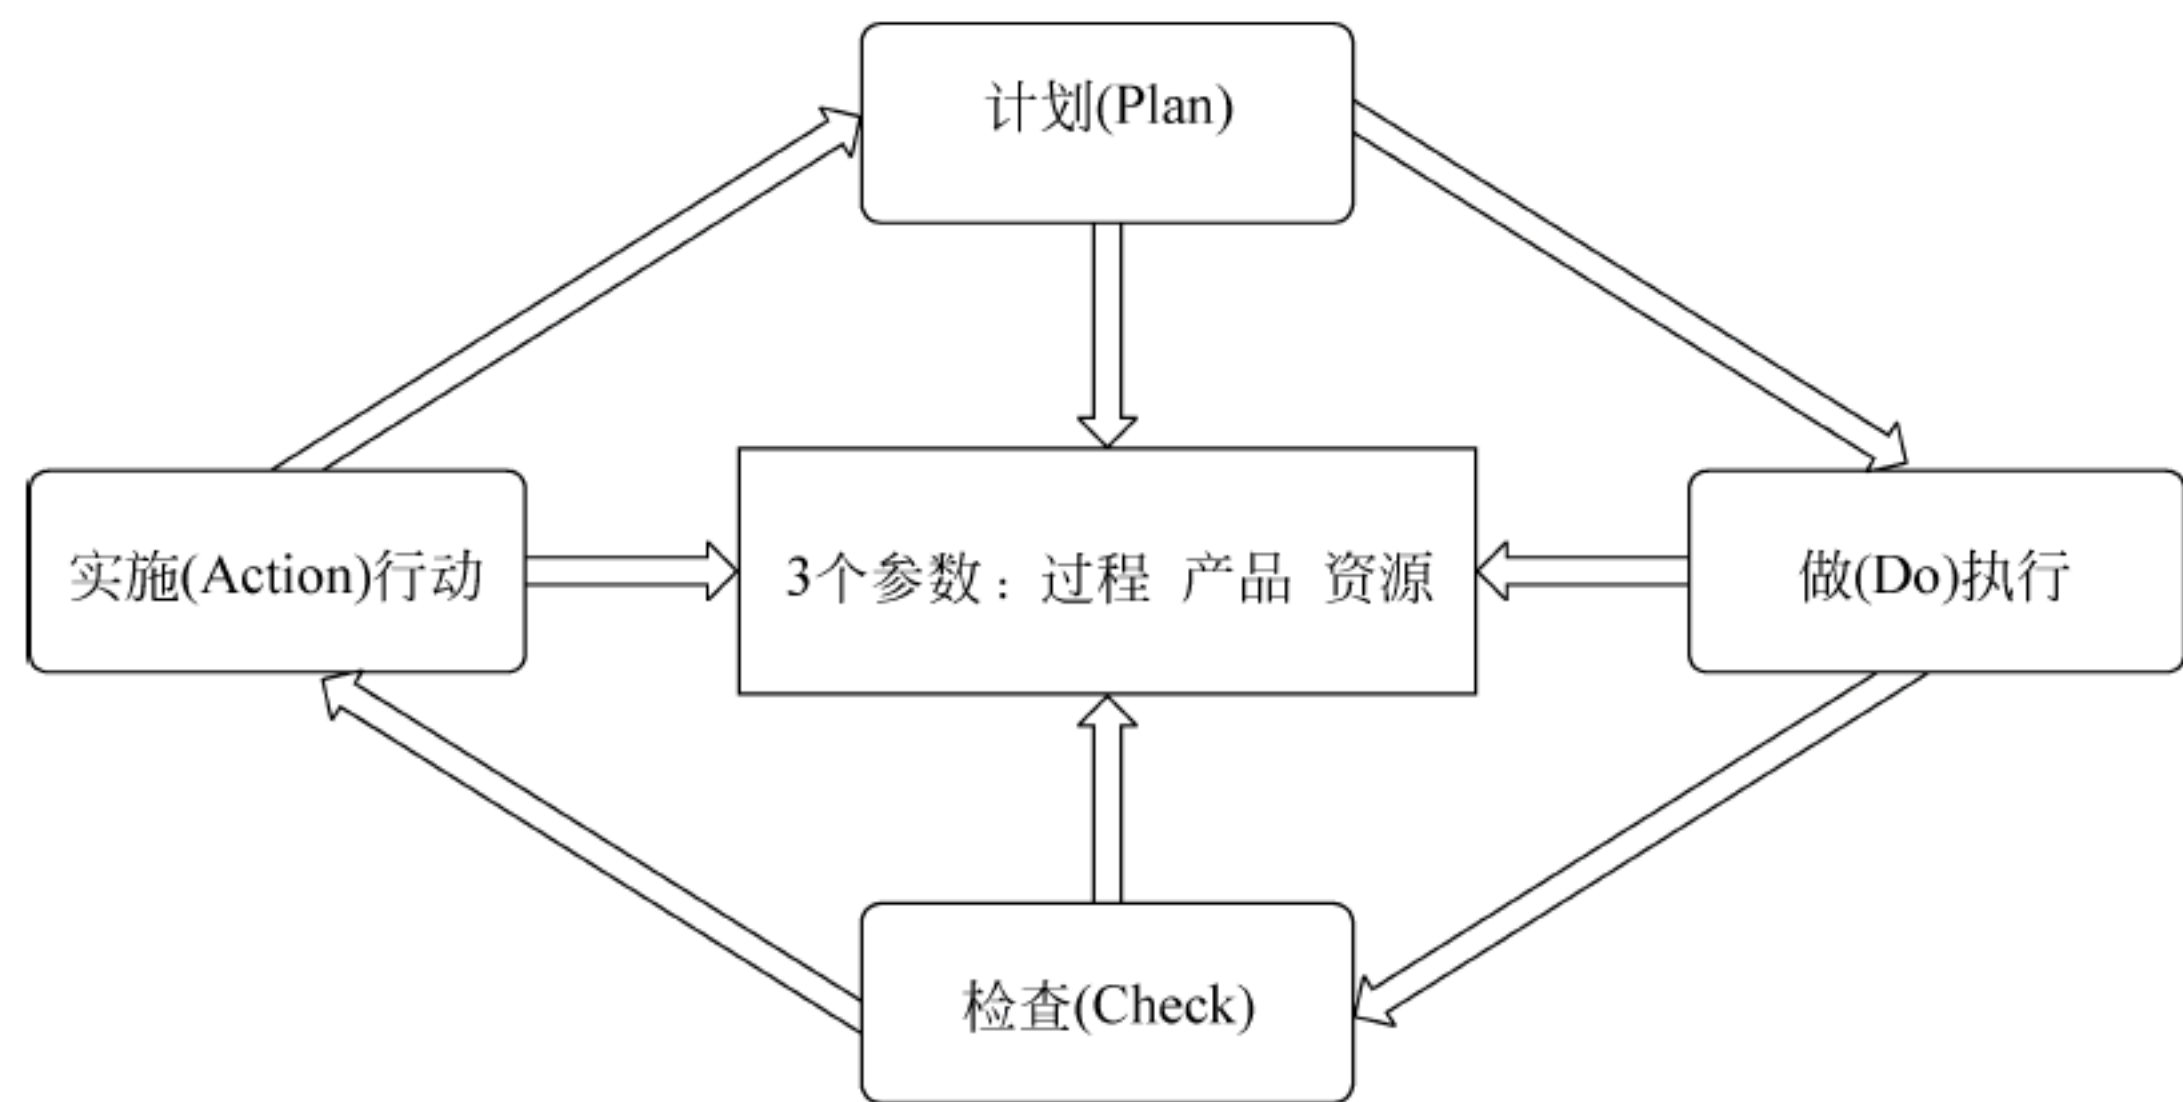 计划(Plan)
实施(Action)行动
3个参数：过程 产品 资源
做(Do)执行
检查(Check)